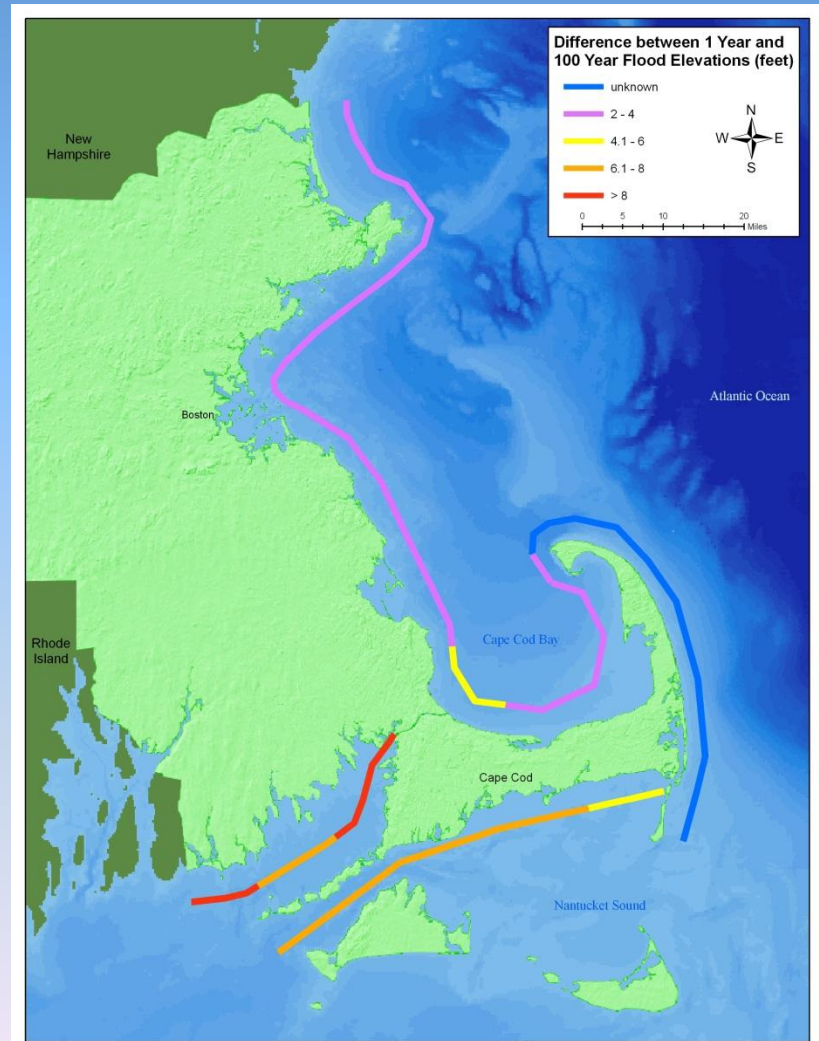 Difference between 1 Year and
100 Year Flood Elevations (feet)
unknown
2 - 4
4.1 - 6
6.1 - 8
> 8
N
W E
S
0 5 10 20
Miles
New
Hampshire
Atlantic Ocean
Boston
Rhode
Island
Cape Cod Bay
Cape Cod
Nantucket Sound